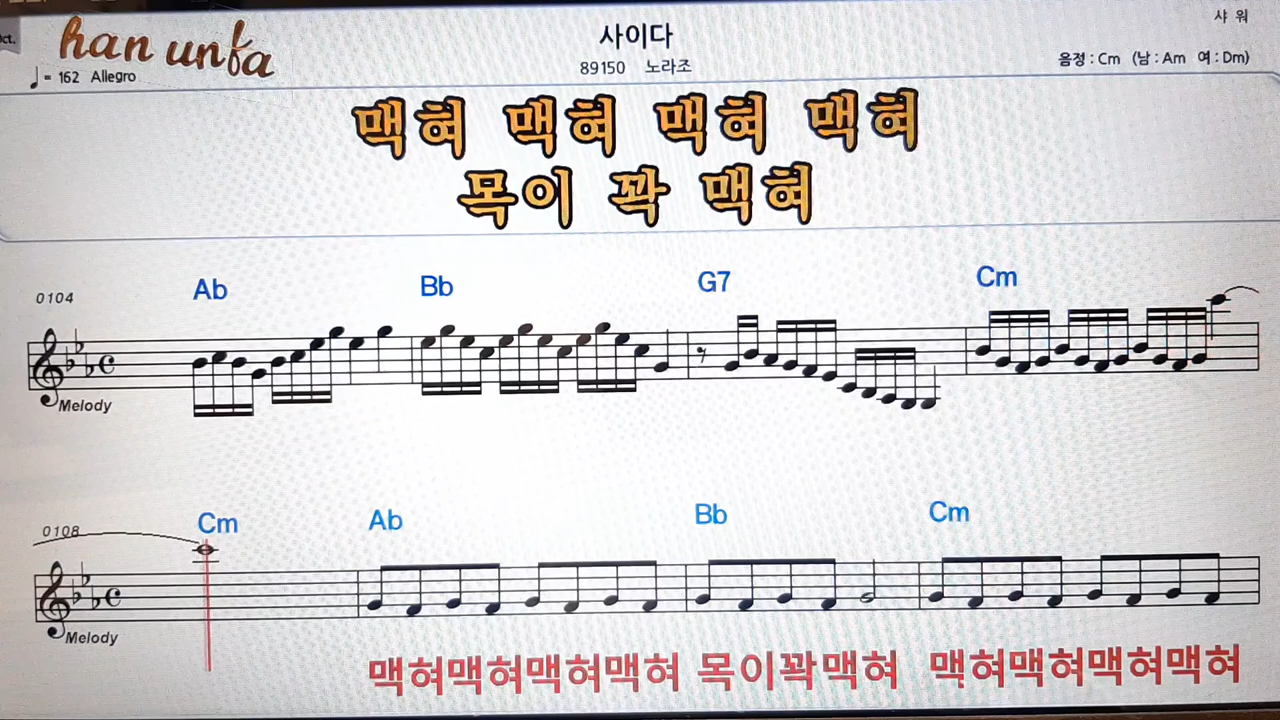 샤 워
ct.
han unfa
사이다
♩= 162 Allegro
89150 노라조
음정 : Cm (남 : Am 여 : Dm)
맥혀 맥혀 맥혀 맥혀
목이 꽉 맥혀
0104
Ab Bb G7 Cm
Melody
0108
Cm Ab Bb Cm
Melody
맥혀맥혀맥혀맥혀 목이꽉맥혀 맥혀맥혀맥혀맥혀